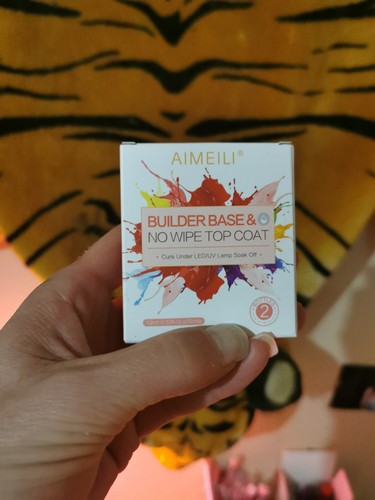 AIMEILI®
BUILDER BASE &
NO WIPE TOP COAT
• Cure Under LED/UV Lamp Soak Off •
2